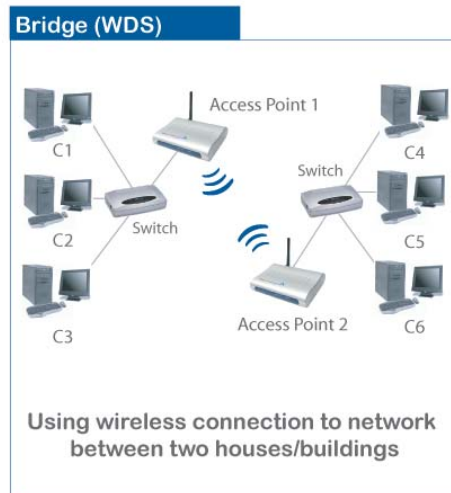 Bridge (WDS)
Access Point 1
C1
C4
Switch
C2
Switch
C5
C3
Access Point 2
C6
Using wireless connection to network
between two houses/buildings